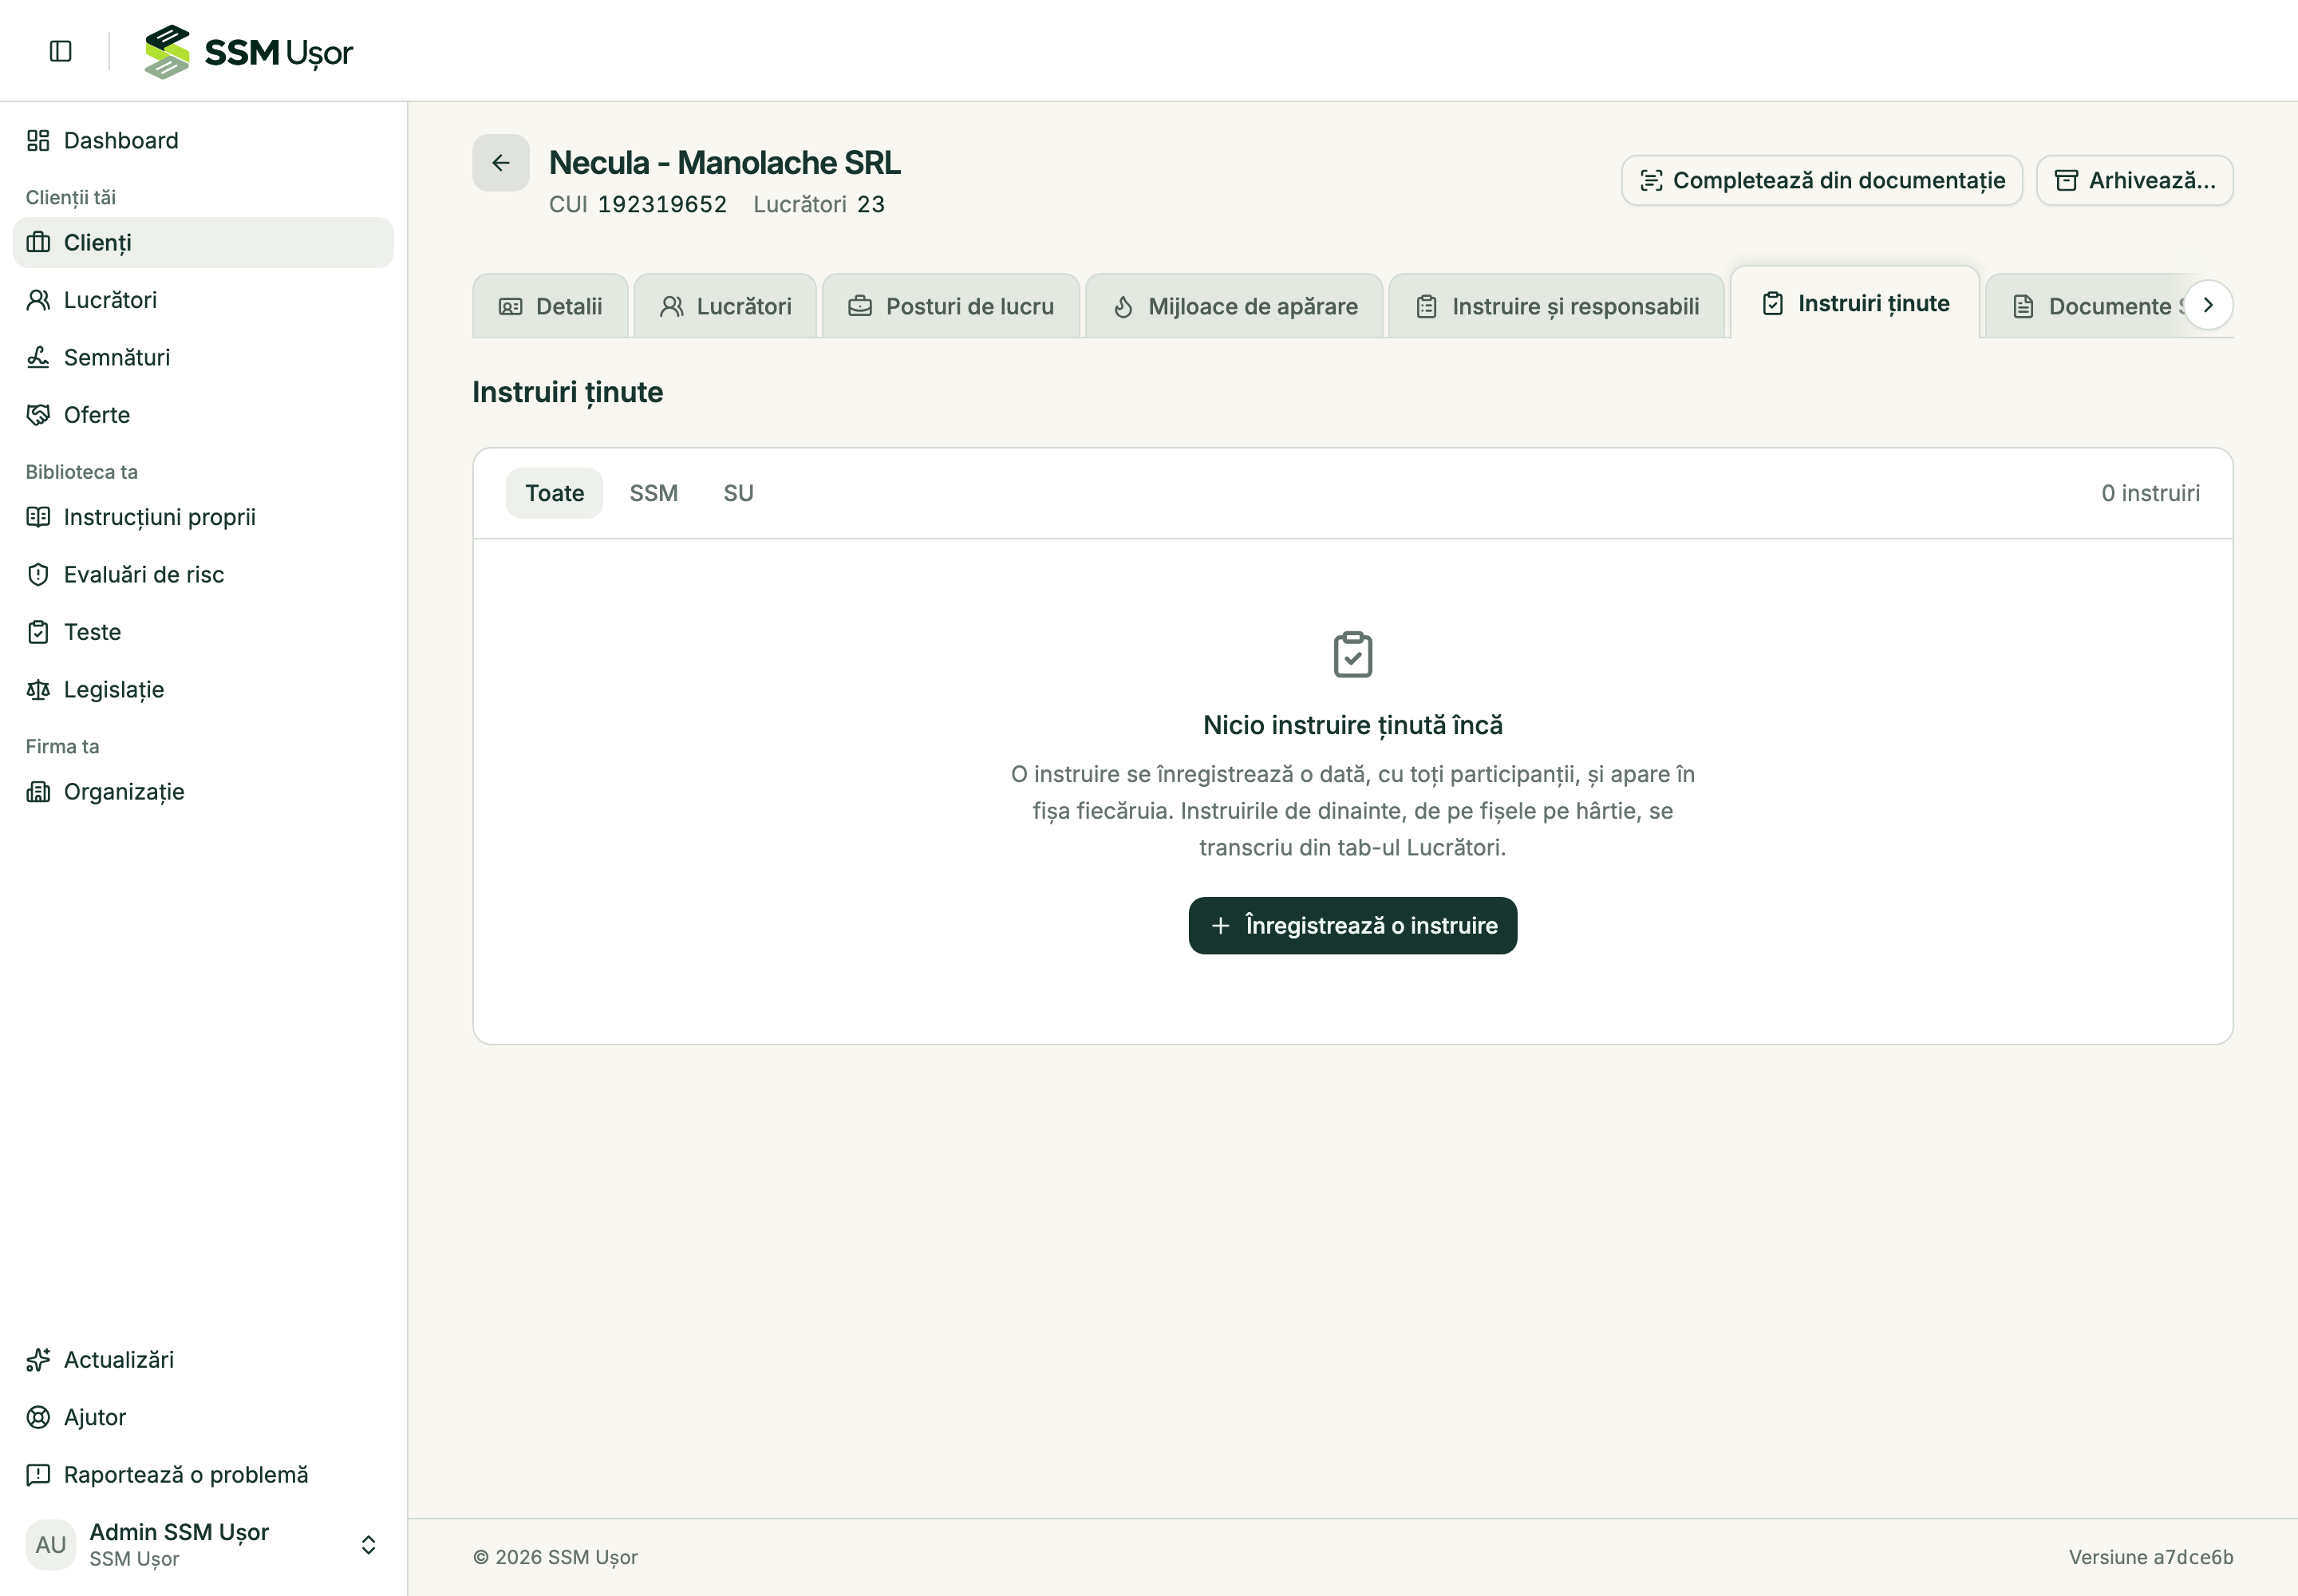 SSM Ușor
Dashboard
Clienții tăi
Clienți
Lucrători
Semnături
Oferte
Biblioteca ta
Instrucțiuni proprii
Evaluări de risc
Teste
Legislație
Firma ta
Organizație
Actualizări
Ajutor
Raportează o problemă
AU
Admin SSM Ușor
SSM Ușor
Necula - Manolache SRL
CUI 192319652 Lucrători 23
Completează din documentație
Arhivează...
Detalii
Lucrători
Posturi de lucru
Mijloace de apărare
Instruire și responsabili
Instruiri ținute
Documente
Instruiri ținute
Toate
SSM
SU
0 instruiri
Nicio instruire ținută încă
O instruire se înregistrează o dată, cu toți participanții, și apare în
fișa fiecăruia. Instruirile de dinainte, de pe fișele pe hârtie, se
transcriu din tab-ul Lucrători.
Înregistrează o instruire
© 2026 SSM Ușor
Versiune a7dce6b